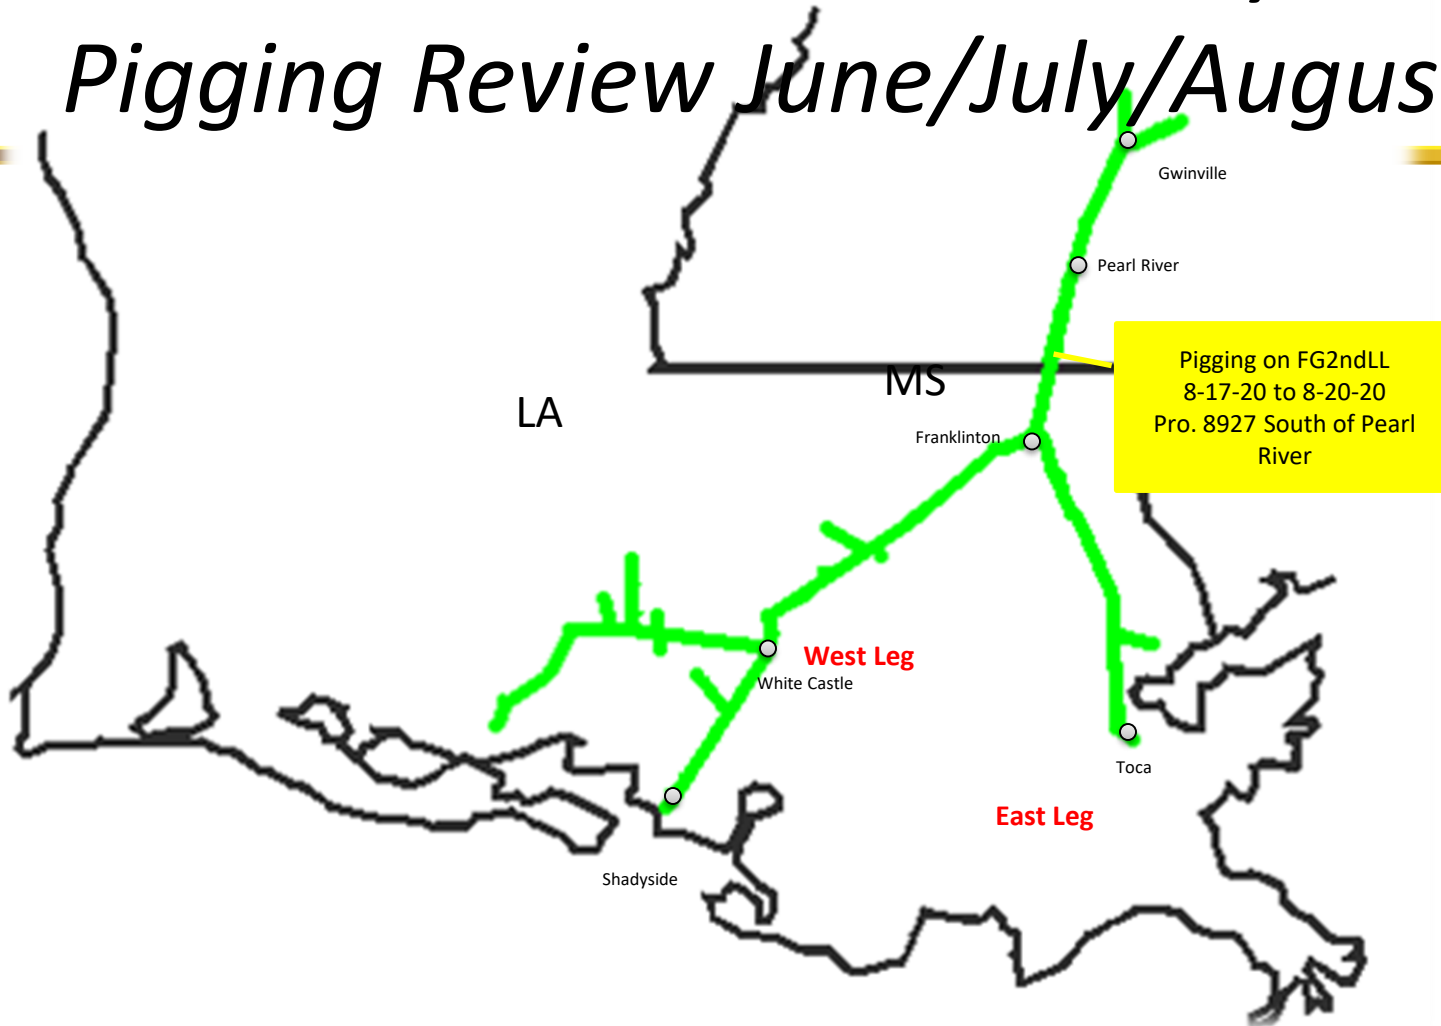 Pigging Review June/July/Augus
Gwinville
Pearl River
Pigging on FG2ndLL
8-17-20 to 8-20-20
Pro. 8927 South of Pearl
River
MS
LA
Franklinton
West Leg
White Castle
Toca
East Leg
Shadyside